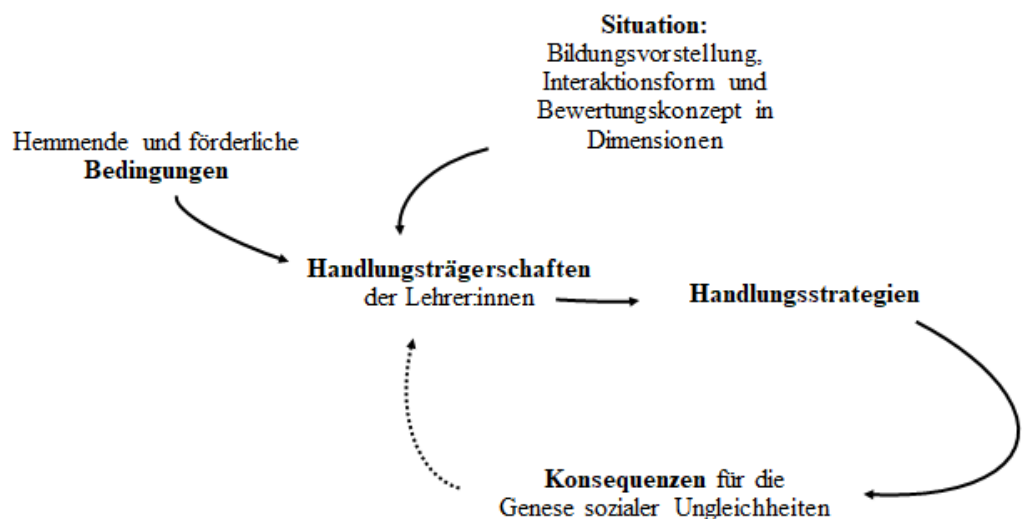 Situation:
Bildungsvorstellung,
Interaktionsform und
Bewertungskonzept in
Dimensionen
Hemmende und förderliche
Bedingungen
Handlungsträgerschaften
der Lehrer:innen
Handlungsstrategien
Konsequenzen für die
Genese sozialer Ungleichheiten